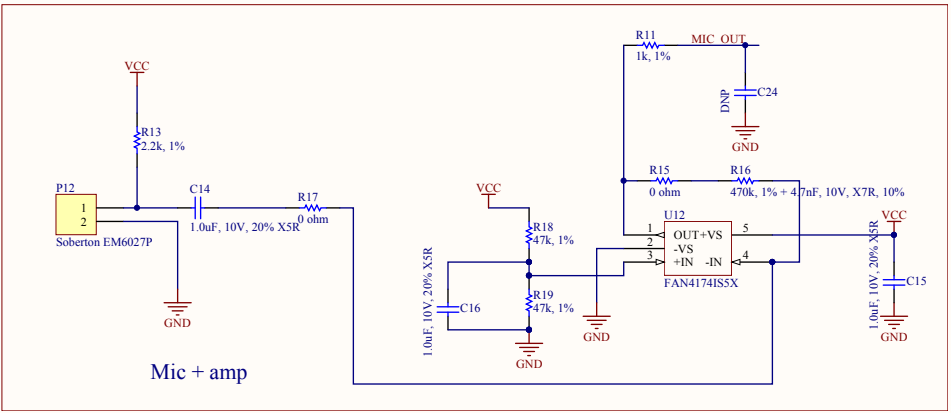 R11
1k, 1%
MIC_OUT
C24
DNP
GND
VCC
R13
2.2k, 1%
P12
1
2
Soberton EM6027P
C14
1.0uF, 10V, 20% X5R
R17
0 ohm
GND
VCC
R18
47k, 1%
R19
47k, 1%
C16
1.0uF, 10V, 20% X5R
GND
GND
R15
0 ohm
R16
470k, 1% + 4.7nF, 10V, X7R, 10%
U12
1 OUT +VS 5
2 -VS
3 +IN -IN 4
FAN4174IS5X
VCC
C15
1.0uF, 10V, 20% X5R
GND
Mic + amp